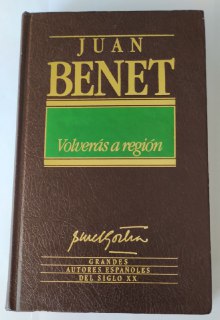 JUAN
BENET
Volverás a región
GRANDES
AUTORES ESPAÑOLES
DEL SIGLO XX